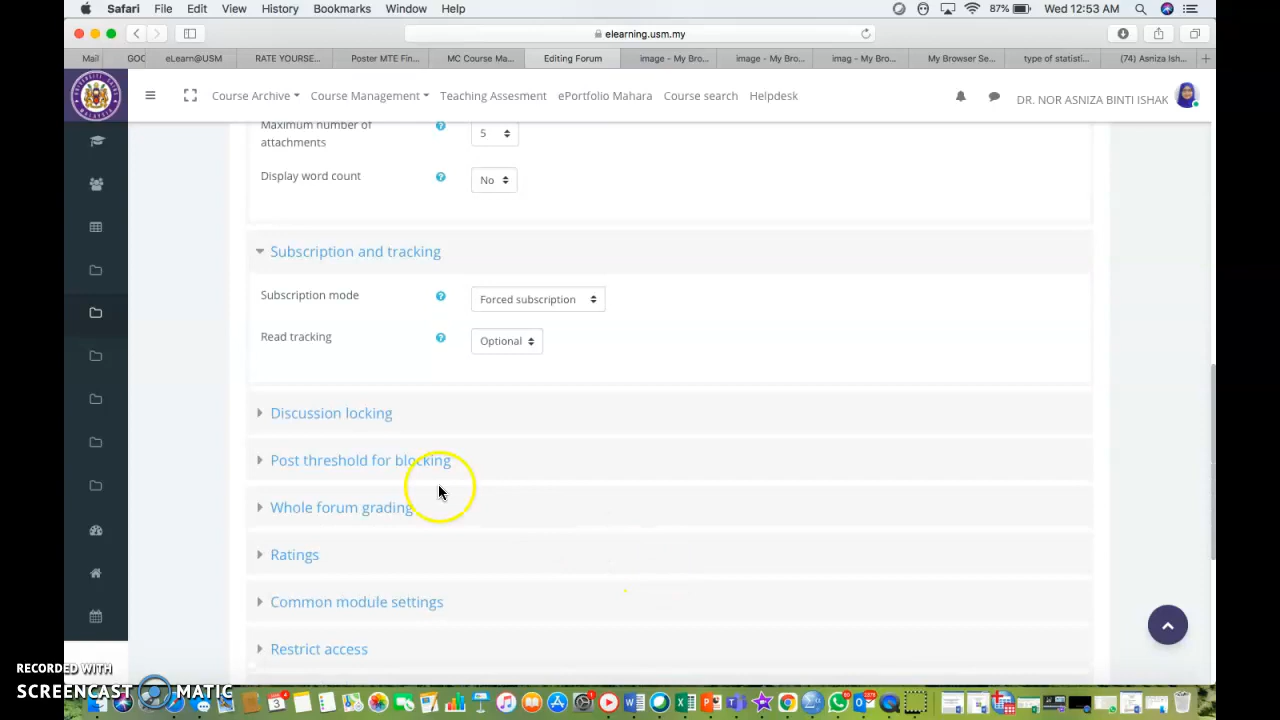 Safari File Edit View History Bookmarks Window Help 87% Wed 12:53 AM
elearning.usm.my
Mail GOO eLearn@USM RATE YOURSE... Poster MTE Fin... MC Course Ma... Editing Forum image - My Bro... image - My Bro... imag - My Bro... My Browser Se... type of statisti... (74) Asniza Ish... +
Course Archive Course Management Teaching Assesment ePortfolio Mahara Course search Helpdesk DR. NOR ASNIZA BINTI ISHAK
Maximum number of
attachments
5
Display word count No
Subscription and tracking
Subscription mode Forced subscription
Read tracking Optional
Discussion locking
Post threshold for blocking
Whole forum grading
Ratings
Common module settings
Restrict access
RECORDED WITH
SCREENCAST MATIC